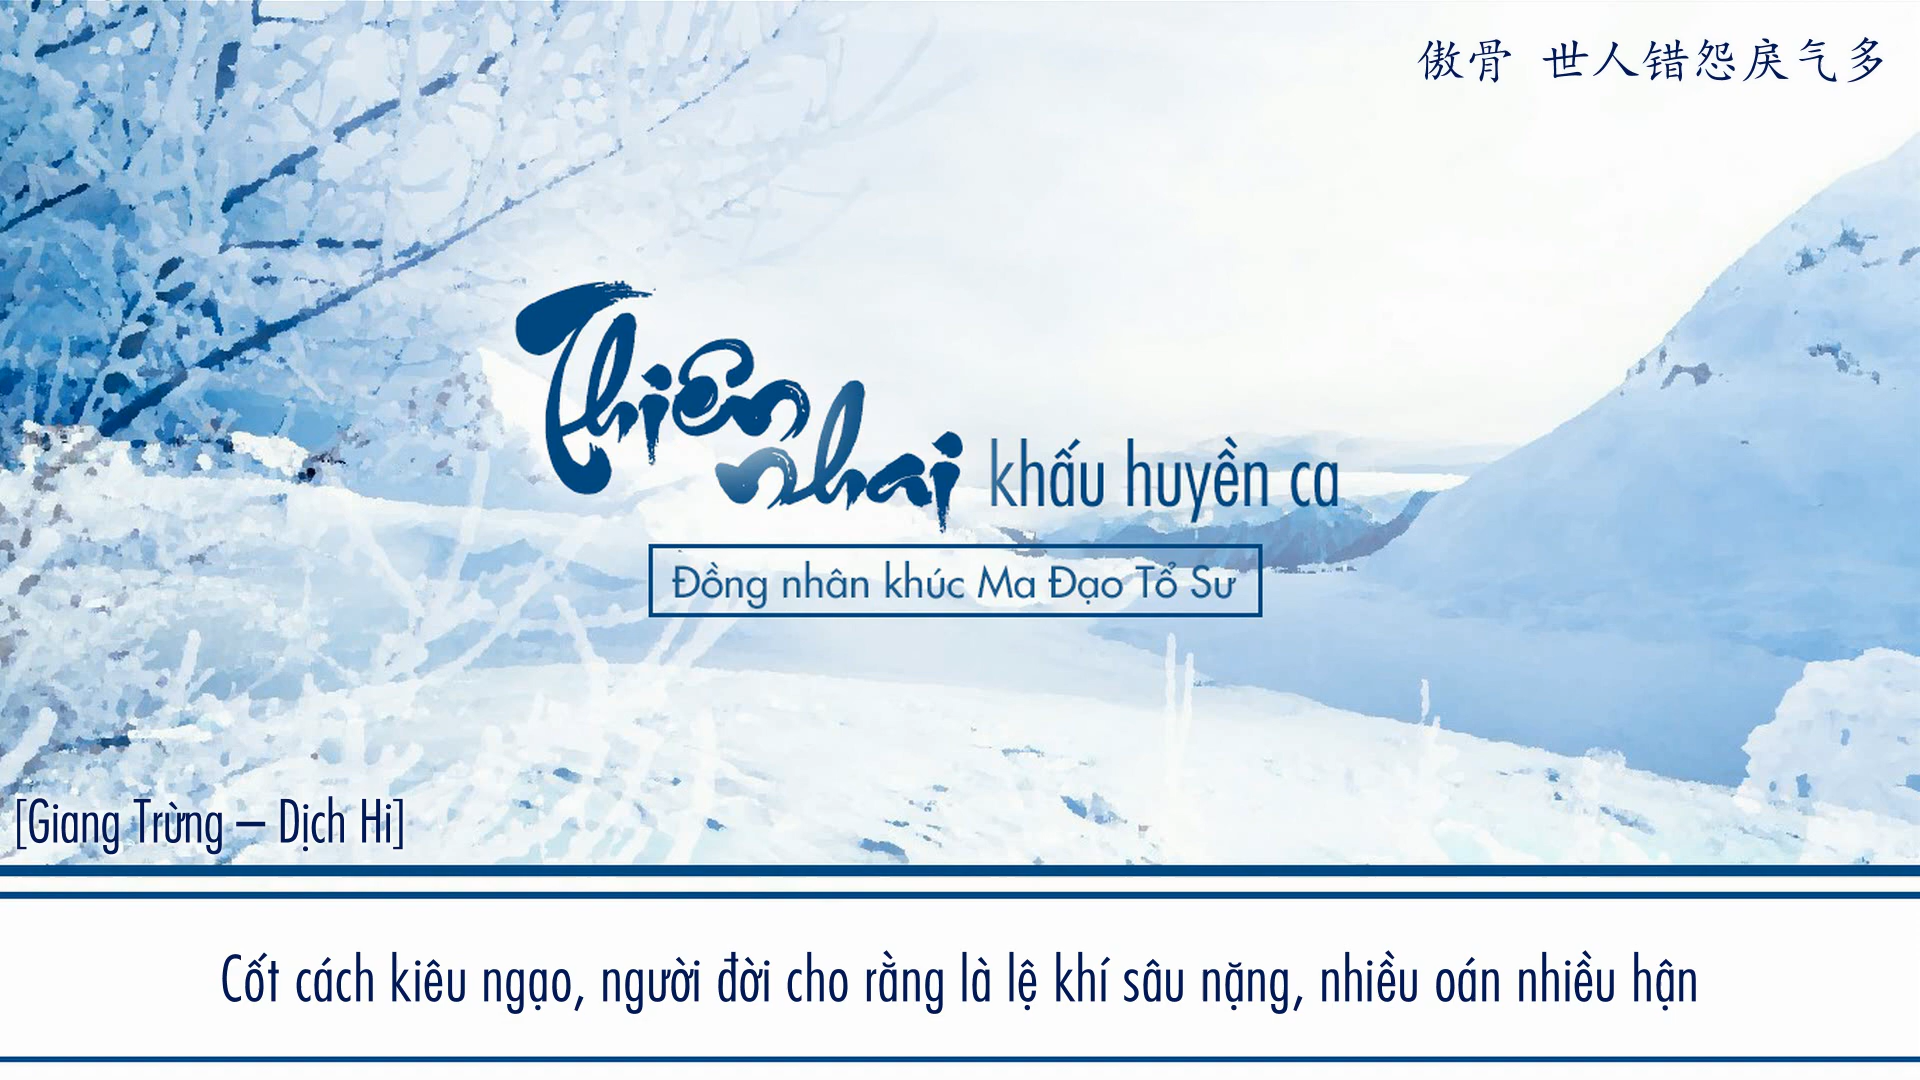 傲骨 世人错怨戾气多
Thiên
nhai khấu huyền ca
Đồng nhân khúc Ma Đạo Tổ Sư
[Giang Trừng – Dịch Hi]
Cốt cách kiêu ngạo, người đời cho rằng là lệ khí sâu nặng, nhiều oán nhiều hận